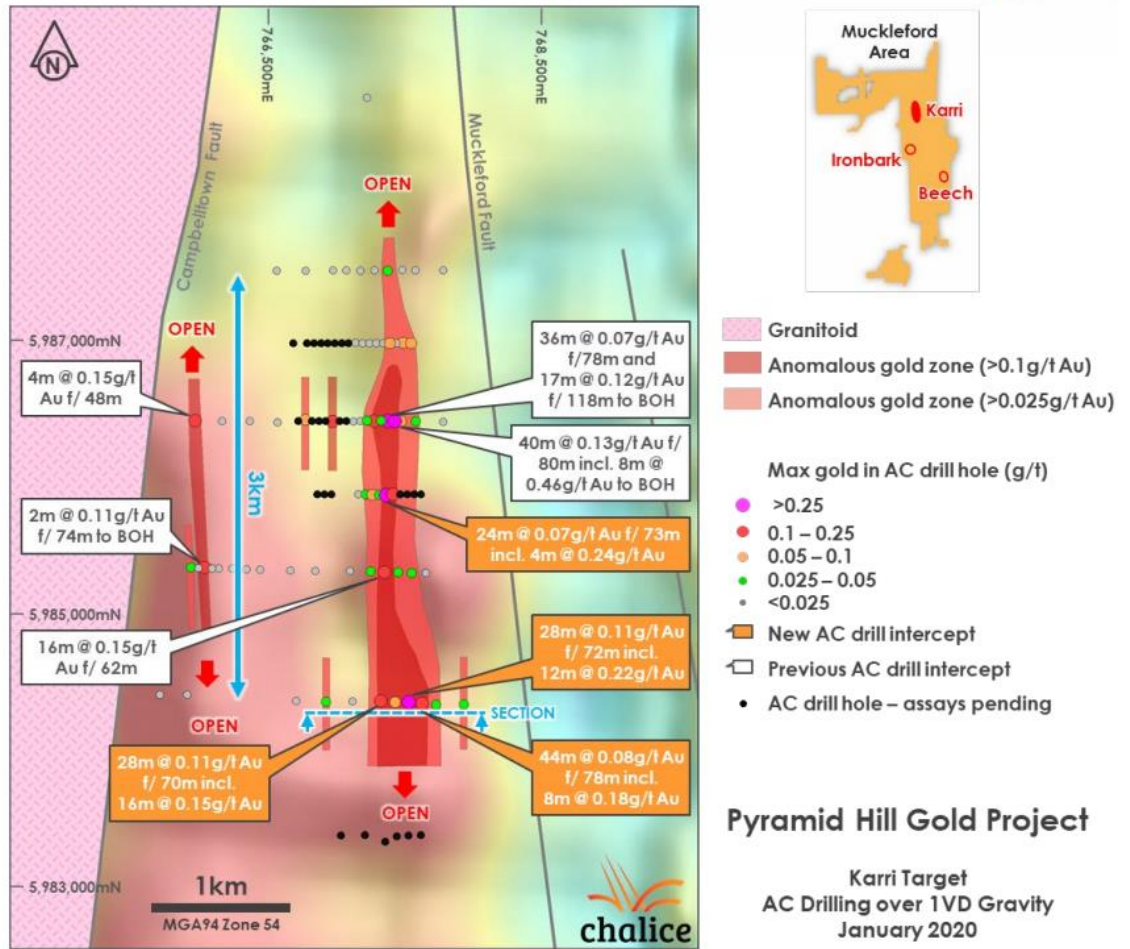 N
766,500mE
768,500mE
Campbelltown Fault
Muckleford Fault
OPEN
OPEN
5,987,000mN
4m @ 0.15g/t
Au f/ 48m
36m @ 0.07g/t Au
f/78m and
17m @ 0.12g/t Au
f/ 118m to BOH
40m @ 0.13g/t Au f/
80m incl. 8m @
0.46g/t Au to BOH
3km
2m @ 0.11g/t Au
f/ 74m to BOH
24m @ 0.07g/t Au f/ 73m
incl. 4m @ 0.24g/t Au
5,985,000mN
16m @ 0.15g/t
Au f/ 62m
28m @ 0.11g/t Au
f/ 72m incl.
12m @ 0.22g/t Au
OPEN
SECTION
28m @ 0.11g/t Au
f/ 70m incl.
16m @ 0.15g/t Au
44m @ 0.08g/t Au
f/ 78m incl.
8m @ 0.18g/t Au
OPEN
5,983,000mN
1km
MGA94 Zone 54
chalice
Muckleford
Area
Karri
Ironbark
Beech
Granitoid
Anomalous gold zone (>0.1g/t Au)
Anomalous gold zone (>0.025g/t Au)
Max gold in AC drill hole (g/t)
>0.25
0.1 – 0.25
0.05 – 0.1
0.025 – 0.05
<0.025
New AC drill intercept
Previous AC drill intercept
AC drill hole – assays pending
Pyramid Hill Gold Project
Karri Target
AC Drilling over 1VD Gravity
January 2020